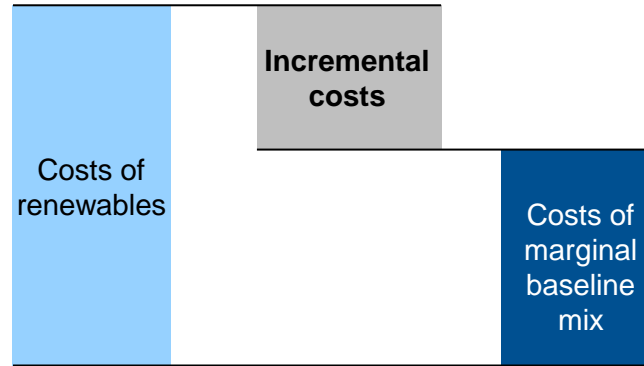 Incremental
costs
Costs of
renewables
Costs of
marginal
baseline
mix